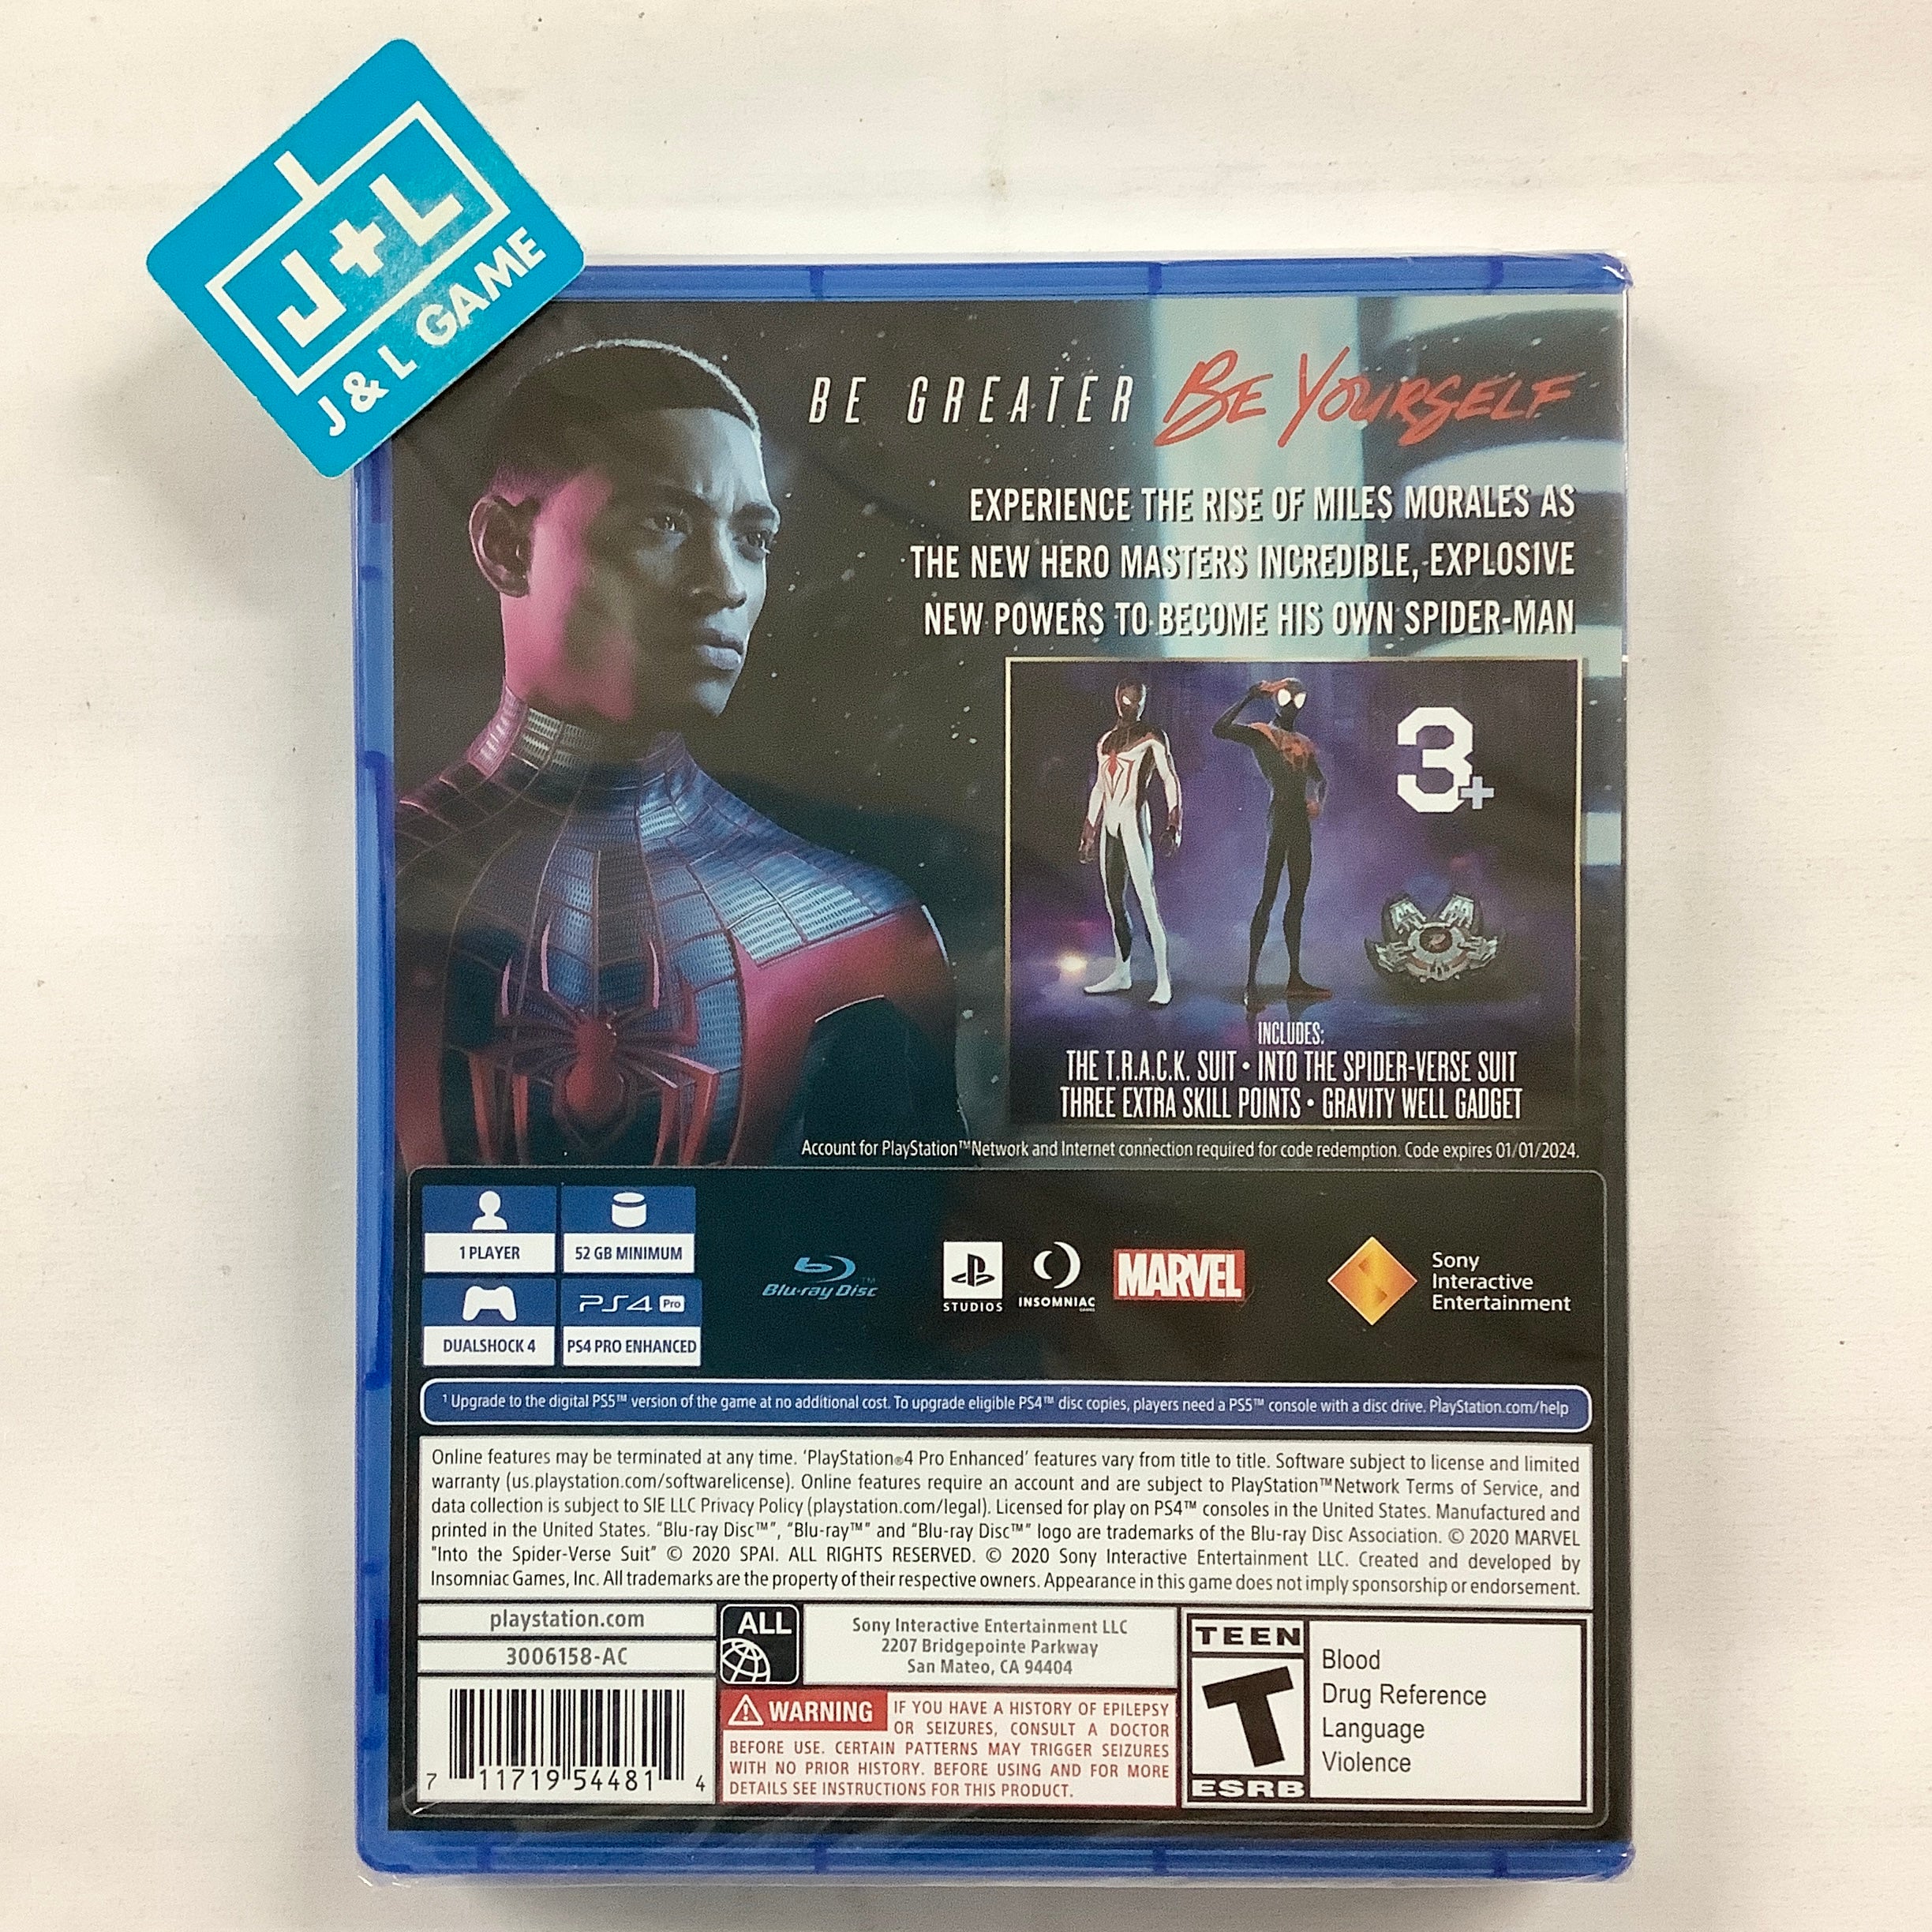 J+L
J & L GAME
BE GREATER BE YOURSELF
EXPERIENCE THE RISE OF MILES MORALES AS
THE NEW HERO MASTERS INCREDIBLE, EXPLOSIVE
NEW POWERS TO BECOME HIS OWN SPIDER-MAN
3+
INCLUDES:
THE T.R.A.C.K. SUIT • INTO THE SPIDER-VERSE SUIT
THREE EXTRA SKILL POINTS • GRAVITY WELL GADGET
Account for PlayStation™Network and Internet connection required for code redemption. Code expires 01/01/2024.
1 PLAYER
52 GB MINIMUM
DUALSHOCK 4
PS4 Pro
PS4 PRO ENHANCED
Blu-ray Disc™
STUDIOS
INSOMNIAC
GAMES
MARVEL
Sony
Interactive
Entertainment
¹ Upgrade to the digital PS5™ version of the game at no additional cost. To upgrade eligible PS4™ disc copies, players need a PS5™ console with a disc drive. PlayStation.com/help
Online features may be terminated at any time. ‘PlayStation®4 Pro Enhanced’ features vary from title to title. Software subject to license and limited
warranty (us.playstation.com/softwarelicense). Online features require an account and are subject to PlayStation™Network Terms of Service, and
data collection is subject to SIE LLC Privacy Policy (playstation.com/legal). Licensed for play on PS4™ consoles in the United States. Manufactured and
printed in the United States. “Blu-ray Disc™”, “Blu-ray™” and “Blu-ray Disc™” logo are trademarks of the Blu-ray Disc Association. © 2020 MARVEL
"Into the Spider-Verse Suit” © 2020 SPAI. ALL RIGHTS RESERVED. © 2020 Sony Interactive Entertainment LLC. Created and developed by
Insomniac Games, Inc. All trademarks are the property of their respective owners. Appearance in this game does not imply sponsorship or endorsement.
playstation.com
3006158-AC
7 11719 54481 4
ALL
Sony Interactive Entertainment LLC
2207 Bridgepointe Parkway
San Mateo, CA 94404
WARNING IF YOU HAVE A HISTORY OF EPILEPSY
OR SEIZURES, CONSULT A DOCTOR
BEFORE USE. CERTAIN PATTERNS MAY TRIGGER SEIZURES
WITH NO PRIOR HISTORY. BEFORE USING AND FOR MORE
DETAILS SEE INSTRUCTIONS FOR THIS PRODUCT.
TEEN
T
ESRB
Blood
Drug Reference
Language
Violence